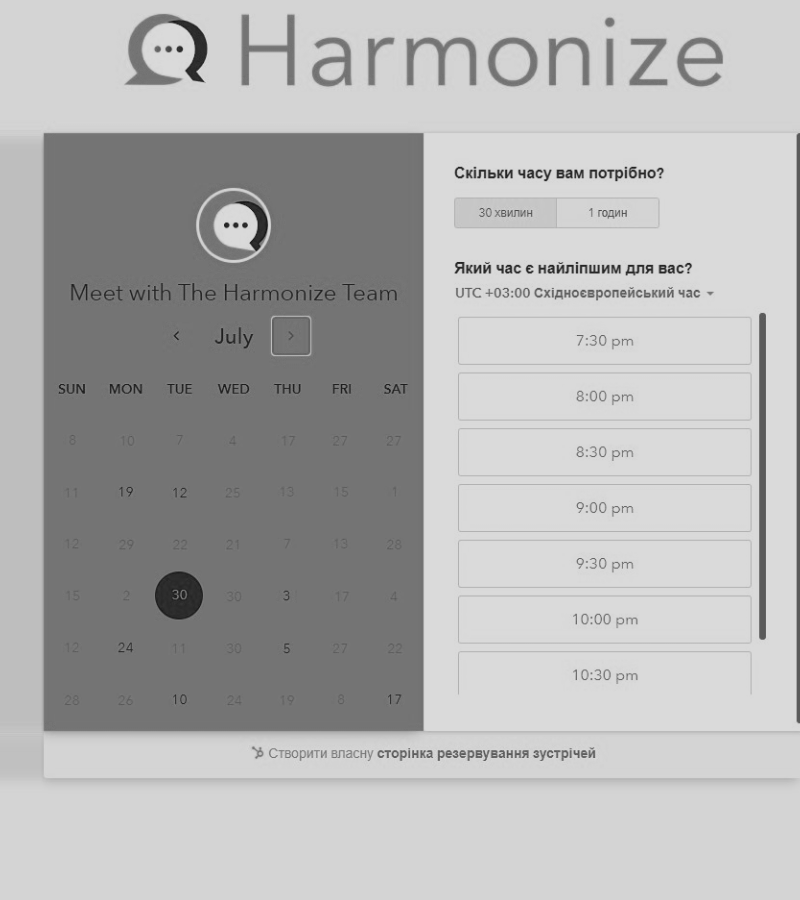 Harmonize
Meet with The Harmonize Team
July
SUN MON TUE WED THU FRI SAT
8 10 7 4 17 27 27
11 19 12 25 13 15 1
12 29 22 21 7 13 28
15 2 30 30 3 17 4
12 24 11 30 5 27 22
28 26 10 24 19 8 17
Скільки часу вам потрібно?
30 хвилин 1 годин
Який час є найліпшим для вас?
UTC +03:00 Східноєвропейський час
7:30 pm
8:00 pm
8:30 pm
9:00 pm
9:30 pm
10:00 pm
10:30 pm
Створити власну сторінка резервування зустрічей